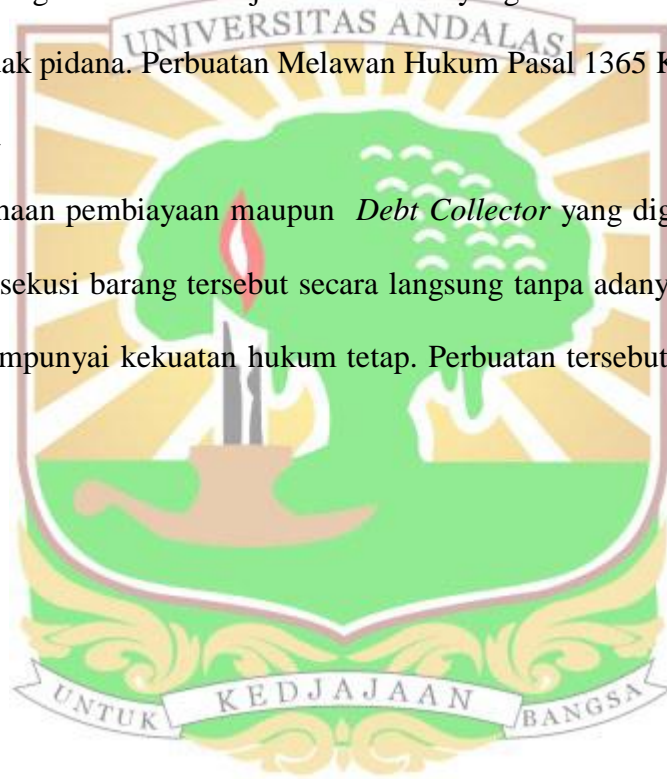 UNIVERSITAS ANDALAS
ak pidana. Perbuatan Melawan Hukum Pasal 1365 K
naan pembiayaan maupun Debt Collector yang dig
sekusi barang tersebut secara langsung tanpa adany
mpunyai kekuatan hukum tetap. Perbuatan tersebut
UNTUK KEDJAJAAN BANGSA